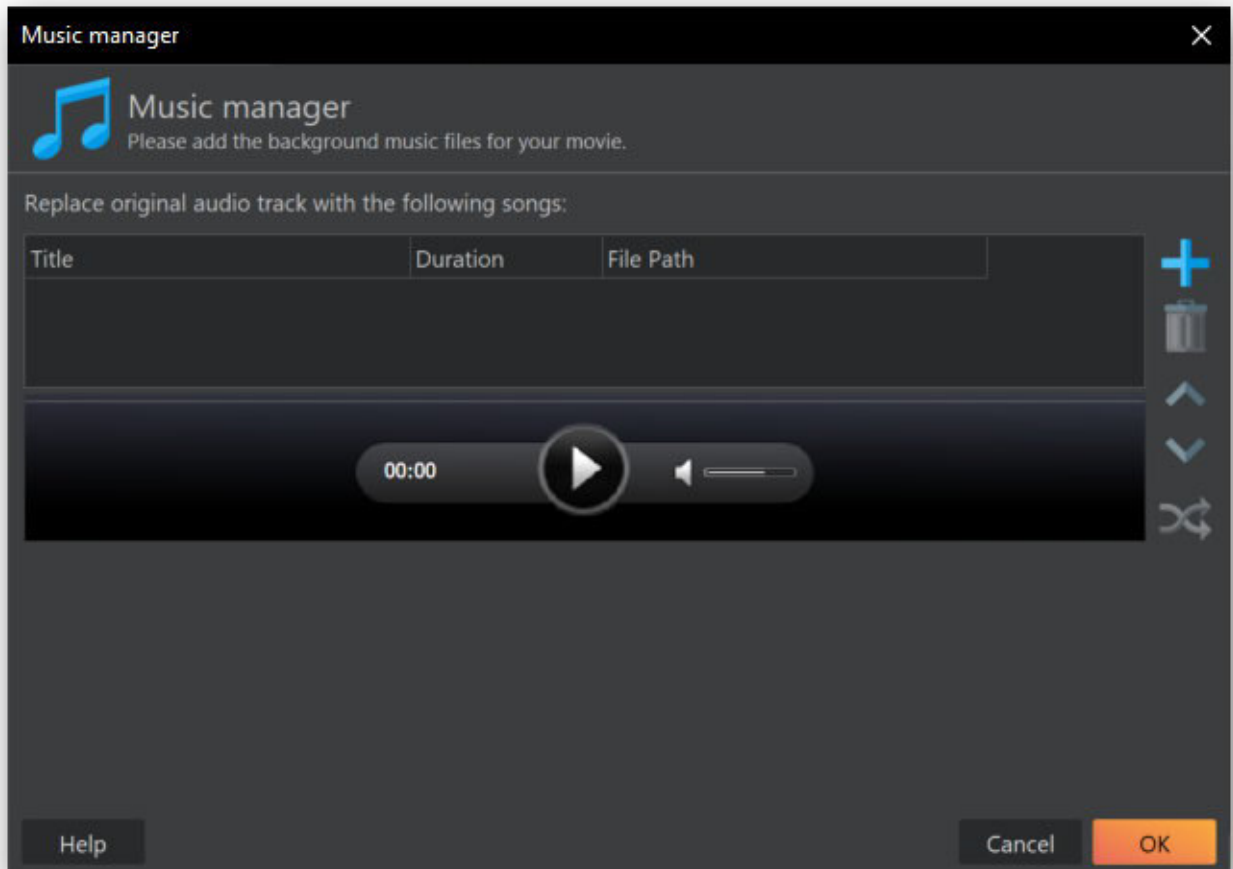 Music manager
Music manager
Please add the background music files for your movie.
Replace original audio track with the following songs:
Title Duration File Path
00:00
Help Cancel OK